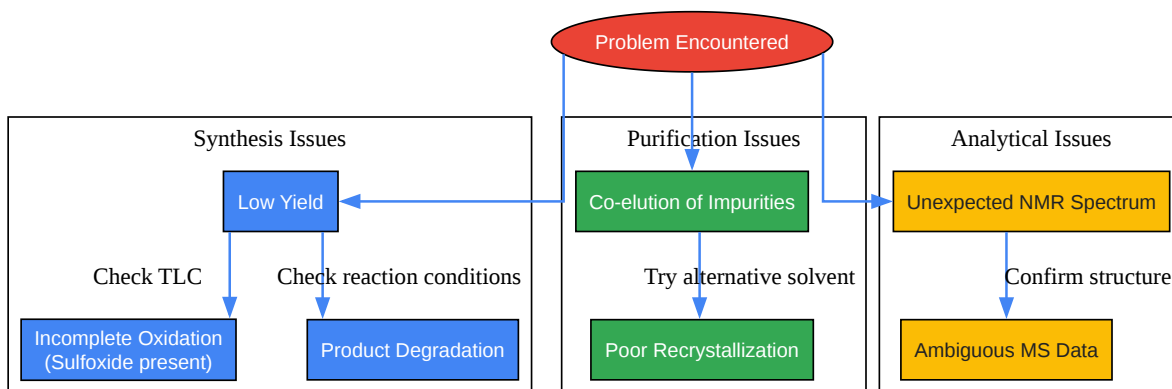 Problem Encountered
Synthesis Issues
Purification Issues
Analytical Issues
Low Yield
Co-elution of Impurities
Unexpected NMR Spectrum
Check TLC
Check reaction conditions
Try alternative solvent
Confirm structure
Incomplete Oxidation
(Sulfoxide present)
Product Degradation
Poor Recrystallization
Ambiguous MS Data